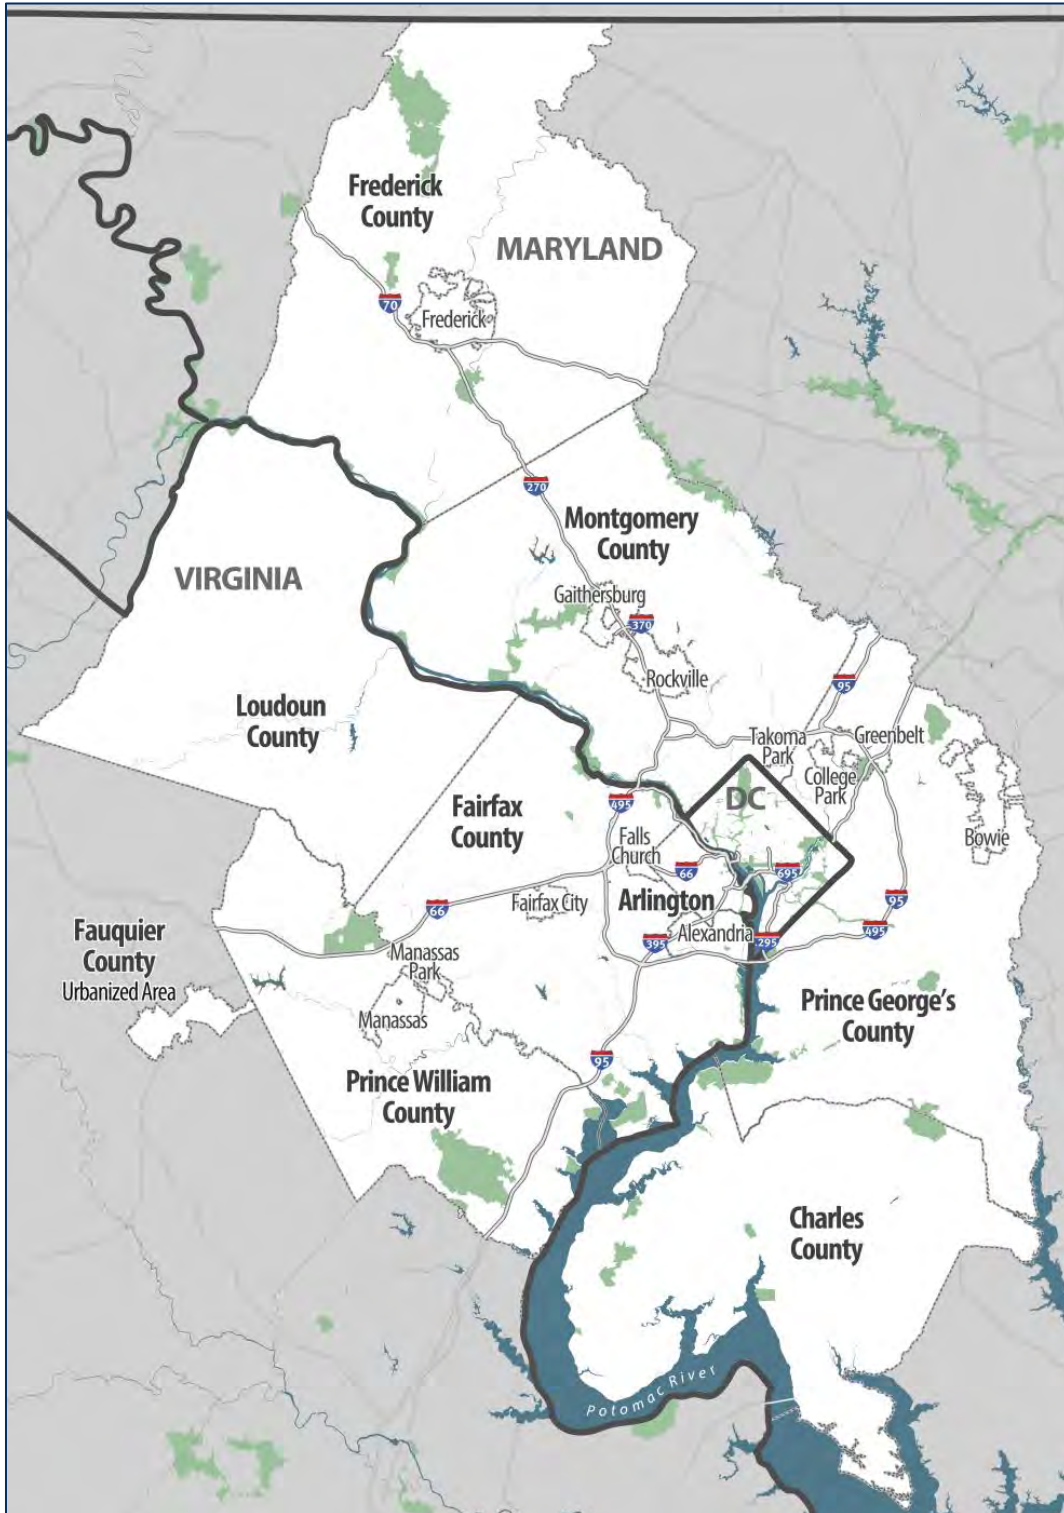 Frederick
County
MARYLAND
70
Frederick
270
Montgomery
County
VIRGINIA
Gaithersburg
370
Rockville
95
Loudoun
County
Takoma
Park
Greenbelt
College
Park
DC
495
Fairfax
County
Falls
Church
Bowie
66
695
Arlington
95
66
Fairfax City
Alexandria
495
395
295
Fauquier
County
Urbanized Area
Manassas
Park
Manassas
Prince George's
County
95
Prince William
County
Charles
County
Potomac River